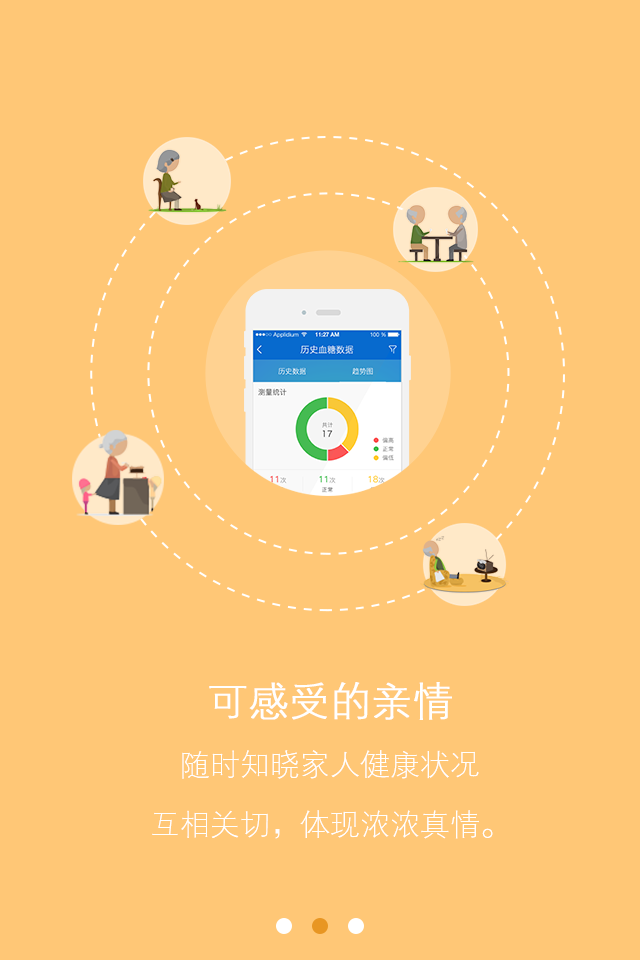 Applidium 11:27 AM 100 %
历史血糖数据
历史数据 趋势图
测量统计
共计
17
偏高
正常
偏低
11次 11次 18次
正常
可感受的亲情
随时知晓家人健康状况
互相关切，体现浓浓真情。